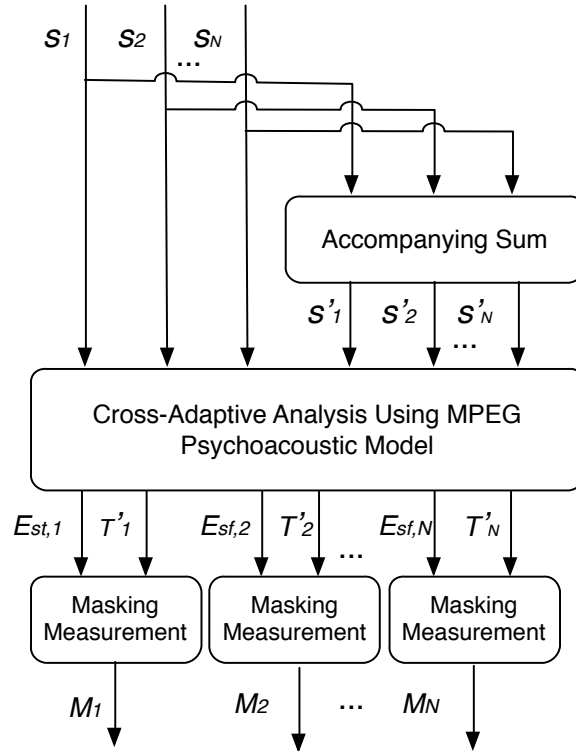 S1 S2 ... SN
Accompanying Sum
S'1 S'2 ... S'N
Cross-Adaptive Analysis Using MPEG
Psychoacoustic Model
Est,1 T'1 Esf,2 T'2 ... Esf,N T'N
Masking
Measurement
Masking
Measurement
Masking
Measurement
M1 M2 ... MN